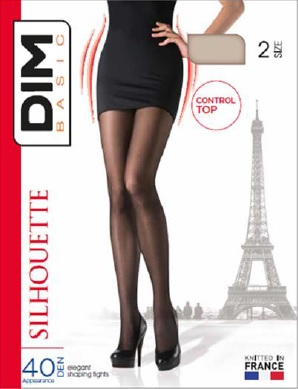 DIM
BASIC
2
SIZE
CONTROL
TOP
SILHOUETTE
40
DEN
Appearance
elegant
shaping tights
KNITTED IN
FRANCE